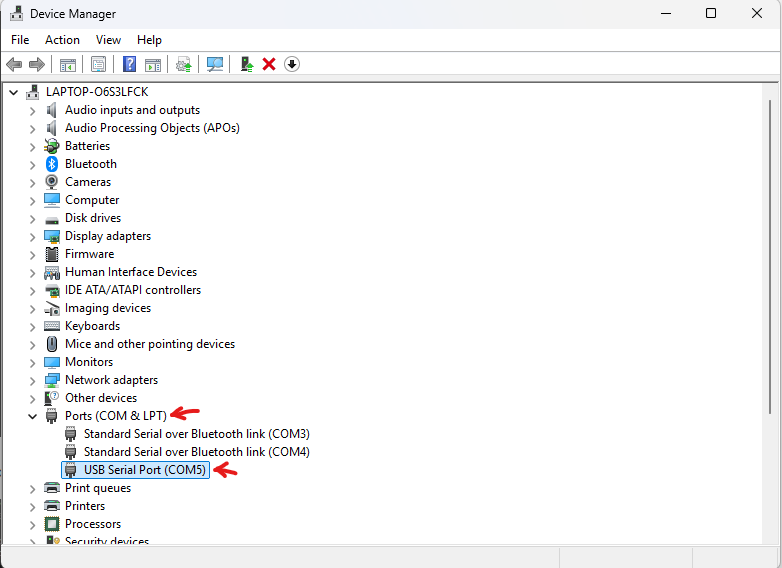 Device Manager
File Action View Help
LAPTOP-O6S3LFCK
Audio inputs and outputs
Audio Processing Objects (APOs)
Batteries
Bluetooth
Cameras
Computer
Disk drives
Display adapters
Firmware
Human Interface Devices
IDE ATA/ATAPI controllers
Imaging devices
Keyboards
Mice and other pointing devices
Monitors
Network adapters
Other devices
Ports (COM & LPT)
Standard Serial over Bluetooth link (COM3)
Standard Serial over Bluetooth link (COM4)
USB Serial Port (COM5)
Print queues
Printers
Processors
Security devices